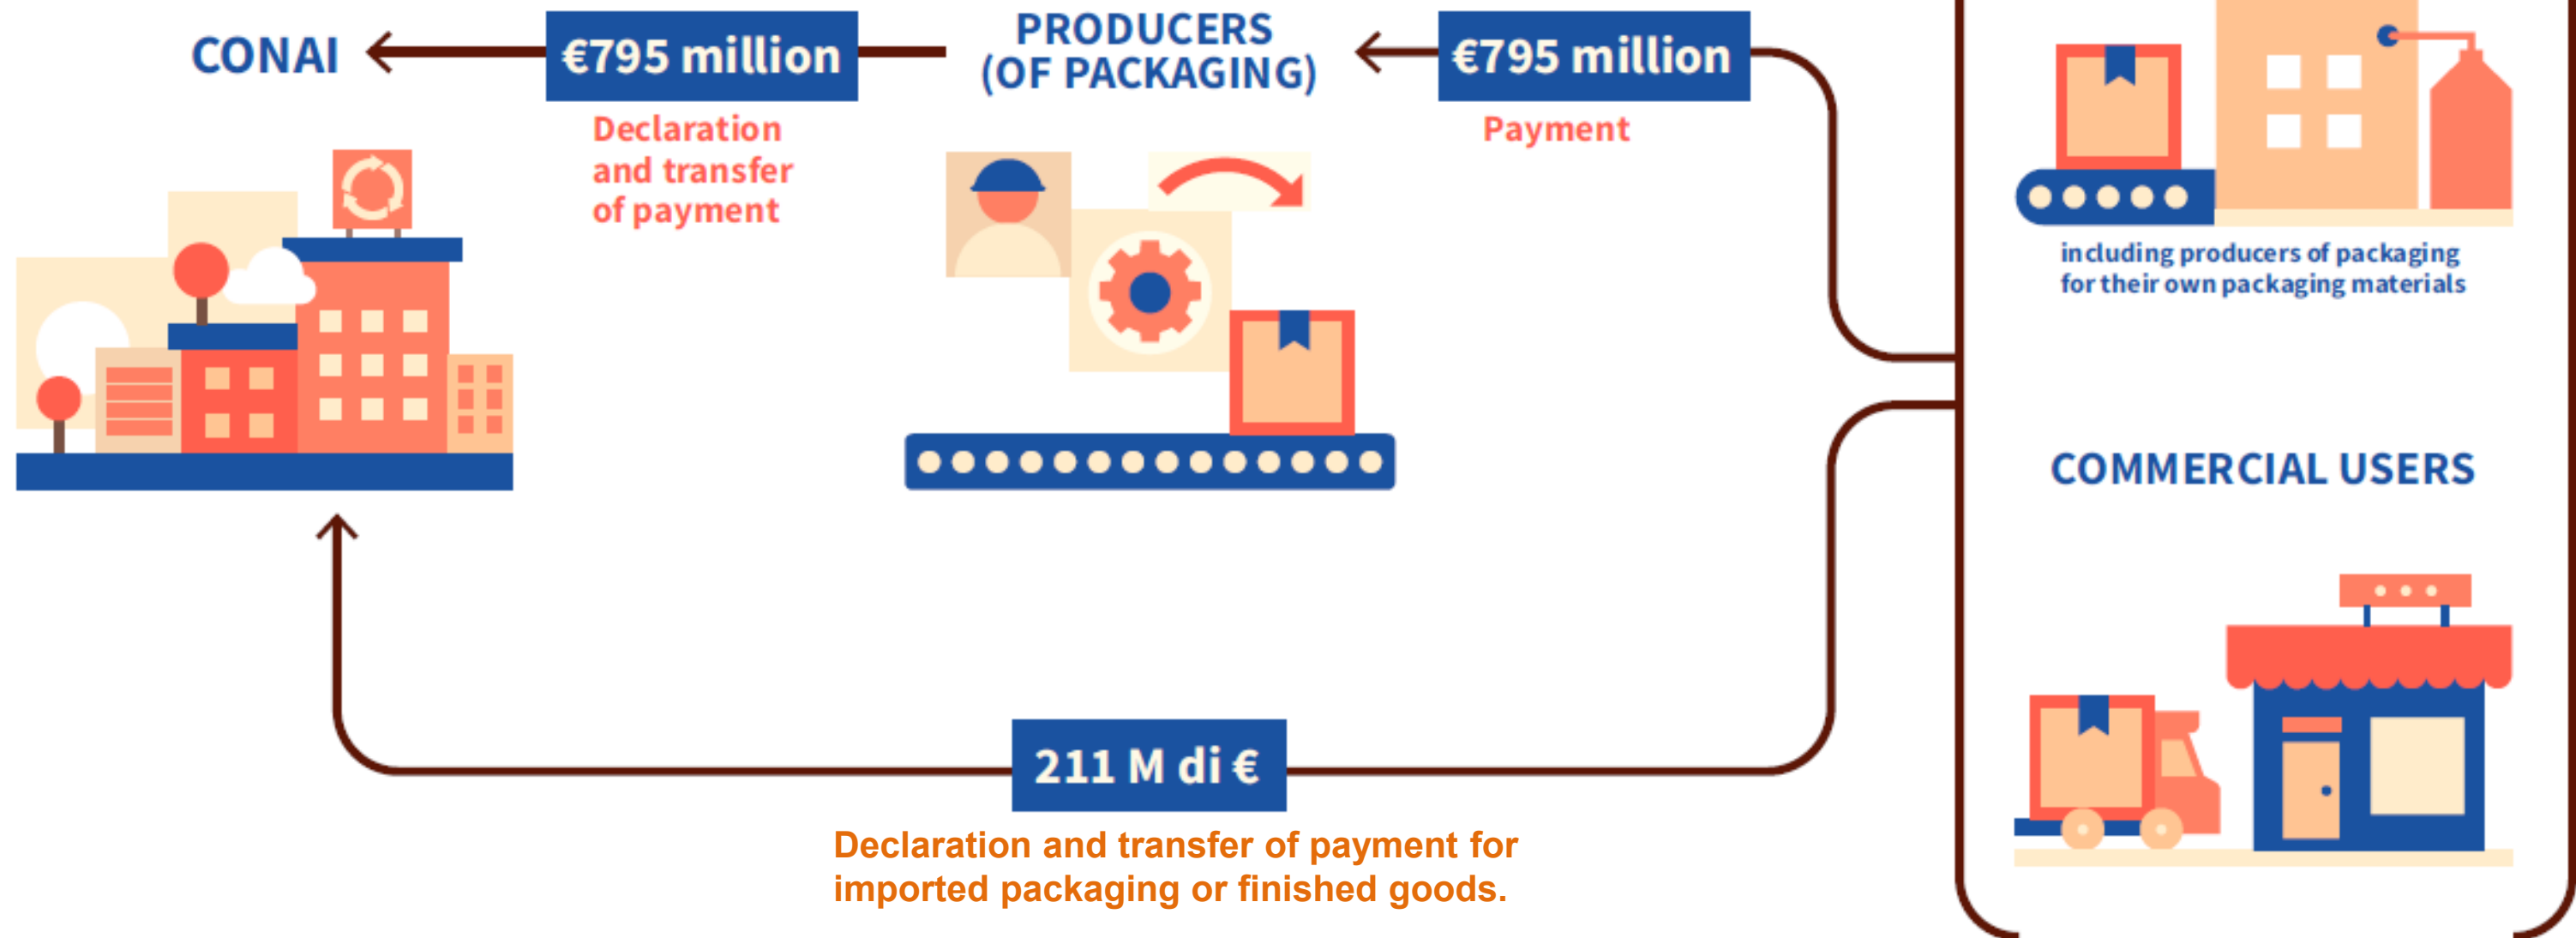 CONAI
€795 million
Declaration
and transfer
of payment
PRODUCERS
(OF PACKAGING)
€795 million
Payment
including producers of packaging
for their own packaging materials
COMMERCIAL USERS
211 M di €
Declaration and transfer of payment for
imported packaging or finished goods.